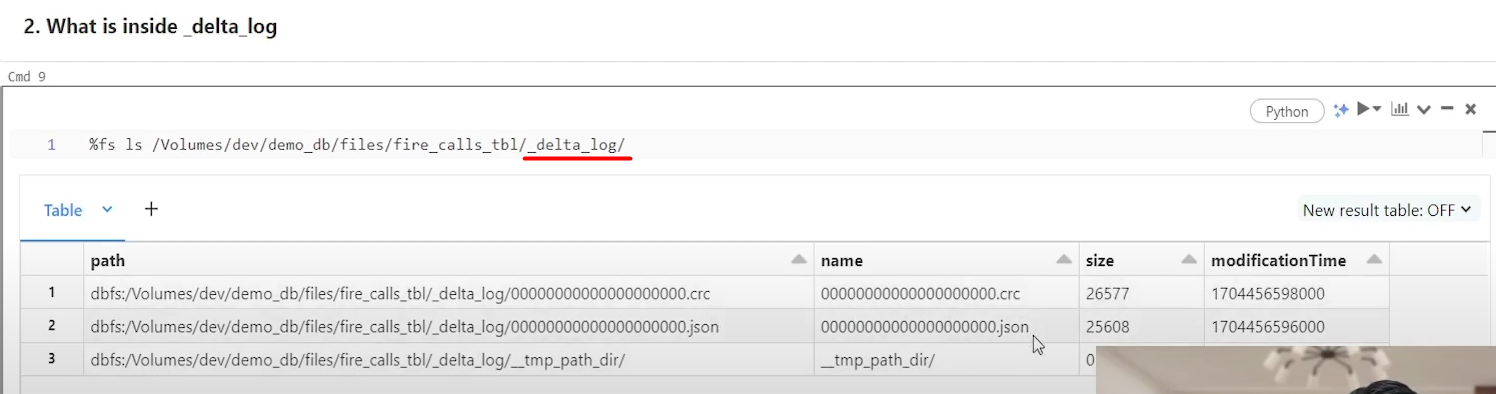 2. What is inside _delta_log
Cmd 9
Python
1 %fs ls /Volumes/dev/demo_db/files/fire_calls_tbl/_delta_log/
Table +
New result table: OFF
path name size modificationTime
1 dbfs:/Volumes/dev/demo_db/files/fire_calls_tbl/_delta_log/00000000000000000000.crc 00000000000000000000.crc 26577 1704456598000
2 dbfs:/Volumes/dev/demo_db/files/fire_calls_tbl/_delta_log/00000000000000000000.json 00000000000000000000.json 25608 1704456596000
3 dbfs:/Volumes/dev/demo_db/files/fire_calls_tbl/_delta_log/__tmp_path_dir/ __tmp_path_dir/ 0